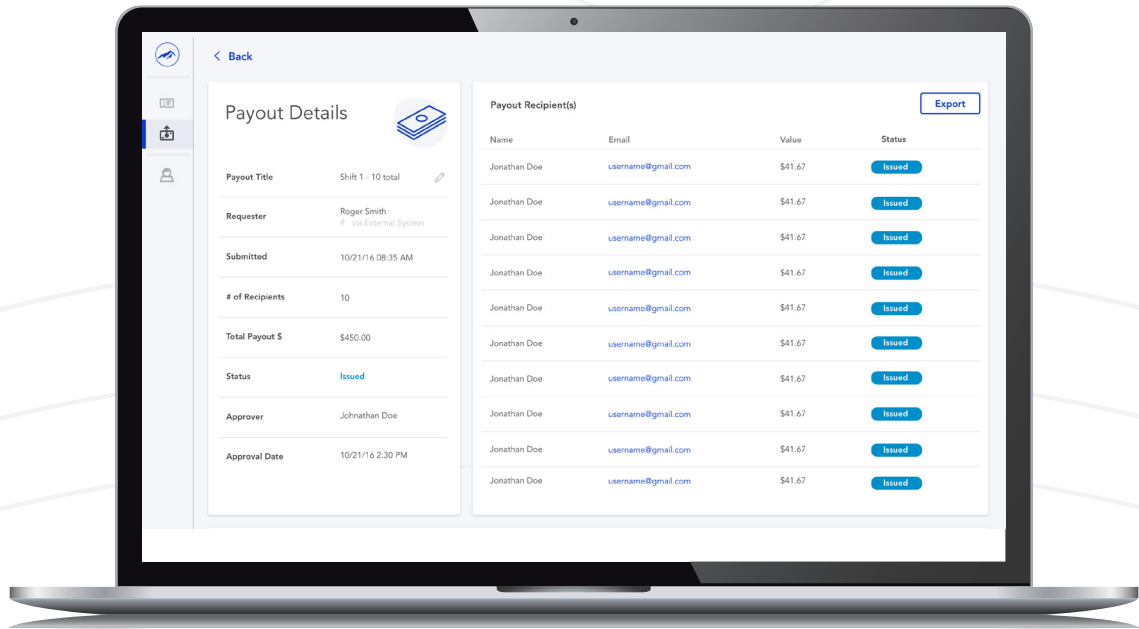 Back
Payout Details
Payout Title Shift 1 - 10 total
Requester Roger Smith
via External System
Submitted 10/21/16 08:35 AM
# of Recipients 10
Total Payout $ $450.00
Status Issued
Approver Johnathan Doe
Approval Date 10/21/16 2:30 PM
Payout Recipient(s) Export
Name Email Value Status
Jonathan Doe username@gmail.com $41.67 Issued
Jonathan Doe username@gmail.com $41.67 Issued
Jonathan Doe username@gmail.com $41.67 Issued
Jonathan Doe username@gmail.com $41.67 Issued
Jonathan Doe username@gmail.com $41.67 Issued
Jonathan Doe username@gmail.com $41.67 Issued
Jonathan Doe username@gmail.com $41.67 Issued
Jonathan Doe username@gmail.com $41.67 Issued
Jonathan Doe username@gmail.com $41.67 Issued
Jonathan Doe username@gmail.com $41.67 Issued